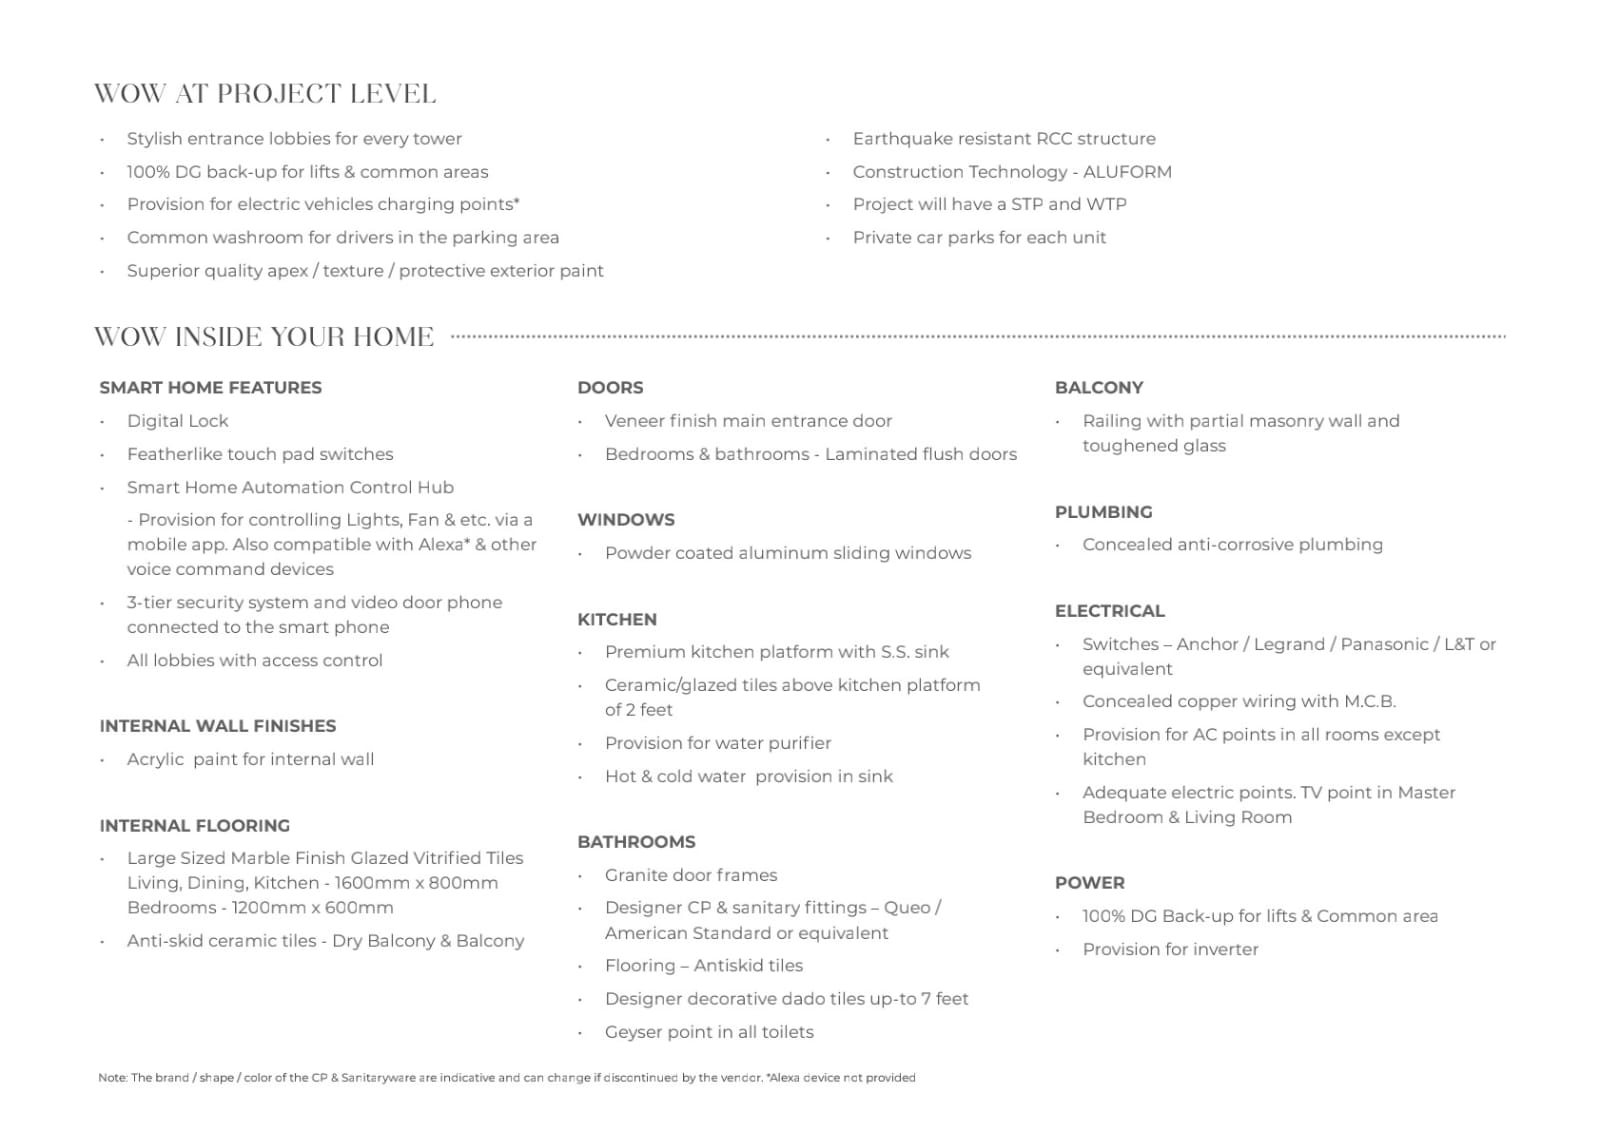 WOW AT PROJECT LEVEL
• Stylish entrance lobbies for every tower
• 100% DG back-up for lifts & common areas
• Provision for electric vehicles charging points*
• Common washroom for drivers in the parking area
• Superior quality apex / texture / protective exterior paint
• Earthquake resistant RCC structure
• Construction Technology - ALUFORM
• Project will have a STP and WTP
• Private car parks for each unit
WOW INSIDE YOUR HOME
SMART HOME FEATURES
• Digital Lock
• Featherlike touch pad switches
• Smart Home Automation Control Hub
- Provision for controlling Lights, Fan & etc. via a
mobile app. Also compatible with Alexa* & other
voice command devices
• 3-tier security system and video door phone
connected to the smart phone
• All lobbies with access control
INTERNAL WALL FINISHES
• Acrylic  paint for internal wall
INTERNAL FLOORING
• Large Sized Marble Finish Glazed Vitrified Tiles
Living, Dining, Kitchen - 1600mm x 800mm
Bedrooms - 1200mm x 600mm
• Anti-skid ceramic tiles - Dry Balcony & Balcony
DOORS
• Veneer finish main entrance door
• Bedrooms & bathrooms - Laminated flush doors
WINDOWS
• Powder coated aluminum sliding windows
KITCHEN
• Premium kitchen platform with S.S. sink
• Ceramic/glazed tiles above kitchen platform
of 2 feet
• Provision for water purifier
• Hot & cold water  provision in sink
BATHROOMS
• Granite door frames
• Designer CP & sanitary fittings – Queo /
American Standard or equivalent
• Flooring – Antiskid tiles
• Designer decorative dado tiles up-to 7 feet
• Geyser point in all toilets
BALCONY
• Railing with partial masonry wall and
toughened glass
PLUMBING
• Concealed anti-corrosive plumbing
ELECTRICAL
• Switches – Anchor / Legrand / Panasonic / L&T or
equivalent
• Concealed copper wiring with M.C.B.
• Provision for AC points in all rooms except
kitchen
• Adequate electric points. TV point in Master
Bedroom & Living Room
POWER
• 100% DG Back-up for lifts & Common area
• Provision for inverter
Note: The brand / shape / color of the CP & Sanitaryware are indicative and can change if discontinued by the vendor. *Alexa device not provided